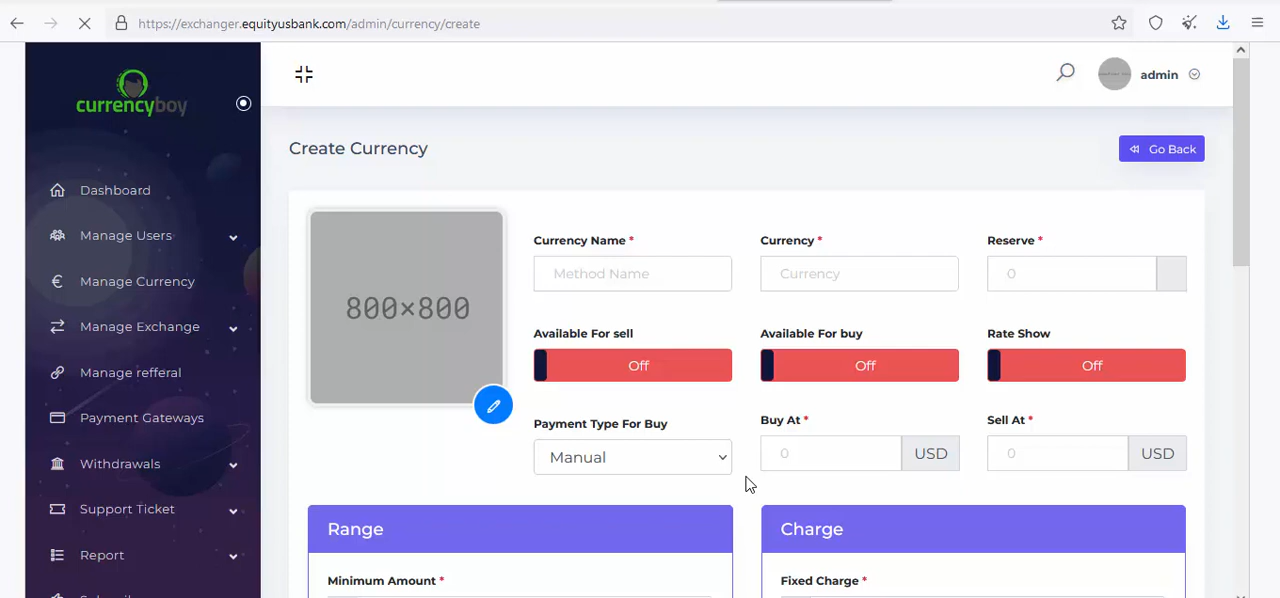 https://exchanger.equityusbank.com/admin/currency/create
currencyboy
admin
Create Currency
Go Back
Dashboard
Manage Users
Manage Currency
Manage Exchange
Manage refferal
Payment Gateways
Withdrawals
Support Ticket
Report
800×800
Currency Name *
Currency *
Reserve *
Method Name
Currency
0
Available For sell
Available For buy
Rate Show
Off
Off
Off
Payment Type For Buy
Buy At *
Sell At *
Manual
0 USD
0 USD
Range
Charge
Minimum Amount *
Fixed Charge *